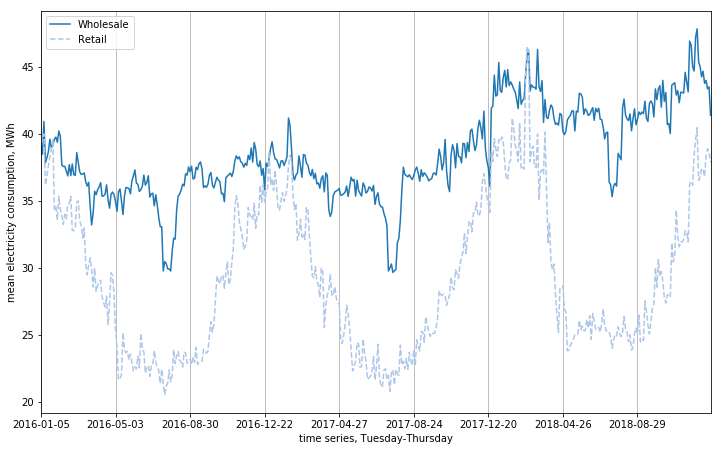 Wholesale
Retail
mean electricity consumption, MWh
45
40
35
30
25
20
2016-01-05 2016-05-03 2016-08-30 2016-12-22 2017-04-27 2017-08-24 2017-12-20 2018-04-26 2018-08-29
time series, Tuesday-Thursday